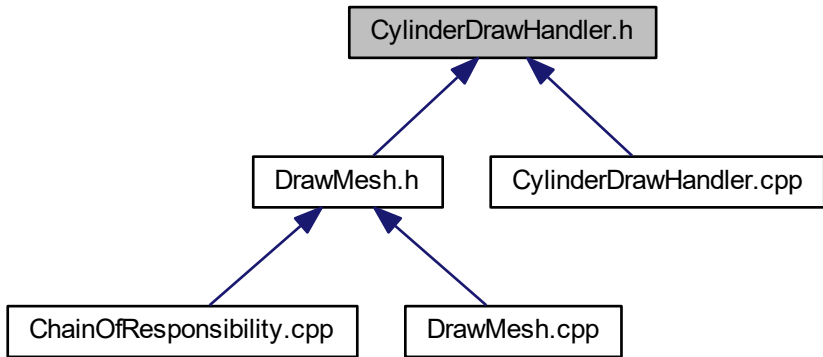 CylinderDrawHandler.h
DrawMesh.h
CylinderDrawHandler.cpp
ChainOfResponsibility.cpp
DrawMesh.cpp